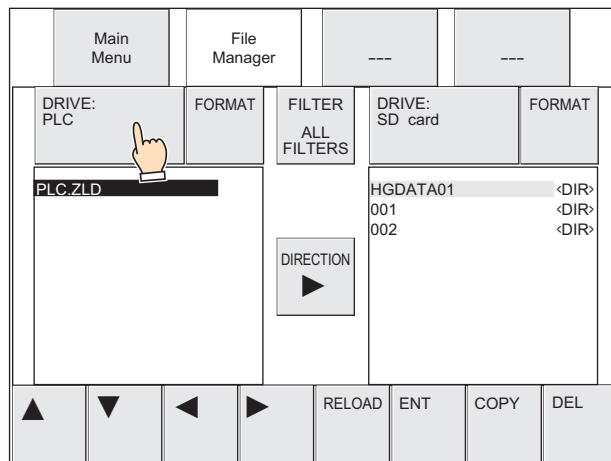 Main
Menu
File
Manager
---
---
DRIVE:
PLC
FORMAT
FILTER
ALL
FILTERS
DRIVE:
SD card
FORMAT
PLC.ZLD
HGDATA01 <DIR>
001 <DIR>
002 <DIR>
DIRECTION
▶
▲ ▼ ◀ ▶ RELOAD ENT COPY DEL